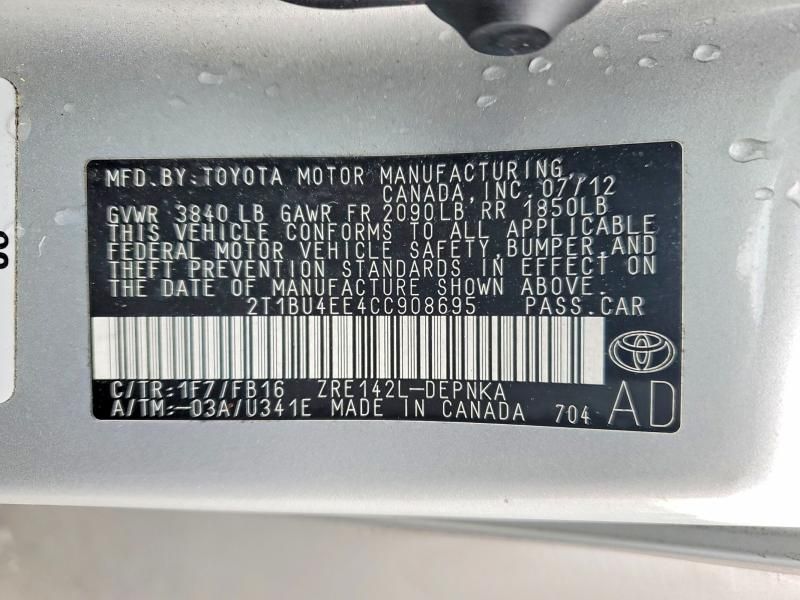 MFD.BY:TOYOTA MOTOR MANUFACTURING,
CANADA,INC. 07/12
GVWR 3840 LB GAWR FR 2090LB RR 1850LB
THIS VEHICLE CONFORMS TO ALL APPLICABLE
FEDERAL MOTOR VEHICLE SAFETY,BUMPER,AND
THEFT PREVENTION STANDARDS IN EFFECT ON
THE DATE OF MANUFACTURE SHOWN ABOVE.
2T1BU4EE4CC908695 PASS.CAR
C/TR:1F7/FB16 ZRE142L-DEPNKA
A/TM:-03A/U341E MADE IN CANADA 704
AD